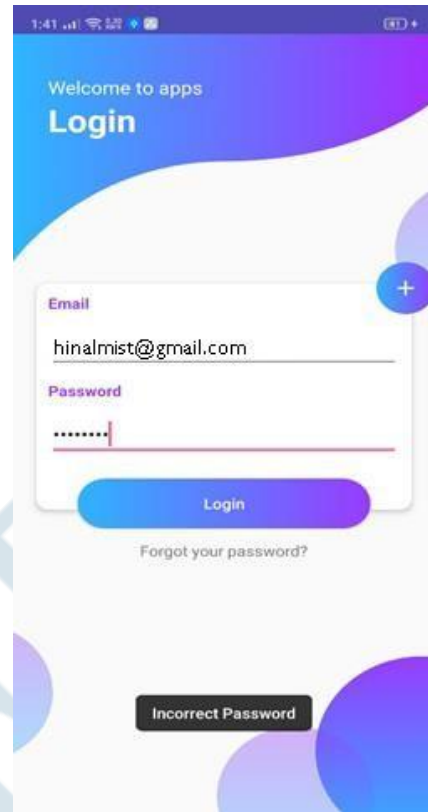 1:41
Welcome to apps
Login
+
Email
hinalmist@gmail.com
Password
••••••••
Login
Forgot your password?
Incorrect Password